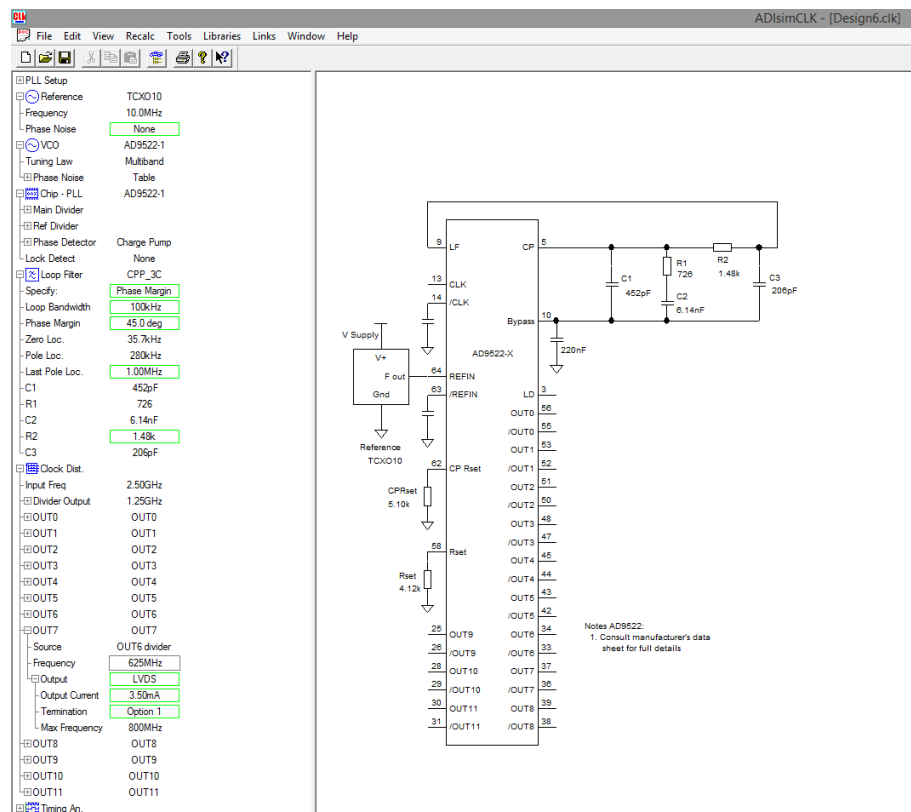 CLK
ADIsimCLK - [Design6.clk]
File Edit View Recalc Tools Libraries Links Window Help
PLL Setup
Reference TCXO10
Frequency 10.0MHz
Phase Noise None
VCO AD9522-1
Tuning Law Multiband
Phase Noise Table
Chip - PLL AD9522-1
Main Divider
Ref Divider
Phase Detector Charge Pump
Lock Detect None
Loop Filter CPP_3C
Specify: Phase Margin
Loop Bandwidth 100kHz
Phase Margin 45.0 deg
Zero Loc. 35.7kHz
Pole Loc. 280kHz
Last Pole Loc. 1.00MHz
C1 452pF
R1 726
C2 6.14nF
R2 1.48k
C3 206pF
Clock Dist.
Input Freq 2.50GHz
Divider Output 1.25GHz
OUT0 OUT0
OUT1 OUT1
OUT2 OUT2
OUT3 OUT3
OUT4 OUT4
OUT5 OUT5
OUT6 OUT6
OUT7 OUT7
Source OUT6 divider
Frequency 625MHz
Output LVDS
Output Current 3.50mA
Termination Option 1
Max Frequency 800MHz
OUT8 OUT8
OUT9 OUT9
OUT10 OUT10
OUT11 OUT11
Timing An.
9 LF CP 5
13 CLK
14 /CLK
R1
726
R2
1.48k
C1
452pF
C2
6.14nF
C3
206pF
Bypass 10
220nF
AD9522-X
V Supply
V+
F out
Gnd
Reference
TCXO10
64 REFIN
63 /REFIN
62 CP Rset
CPRset
5.10k
58 Rset
Rset
4.12k
25 OUT9
26 /OUT9
28 OUT10
29 /OUT10
30 OUT11
31 /OUT11
LD 3
OUT0 56
/OUT0 55
OUT1 53
/OUT1 52
OUT2 51
/OUT2 50
OUT3 48
/OUT3 47
OUT4 45
/OUT4 44
OUT5 43
/OUT5 42
OUT6 34
/OUT6 33
OUT7 37
/OUT7 36
OUT8 39
/OUT8 38
Notes AD9522:
1. Consult manufacturer's data
sheet for full details